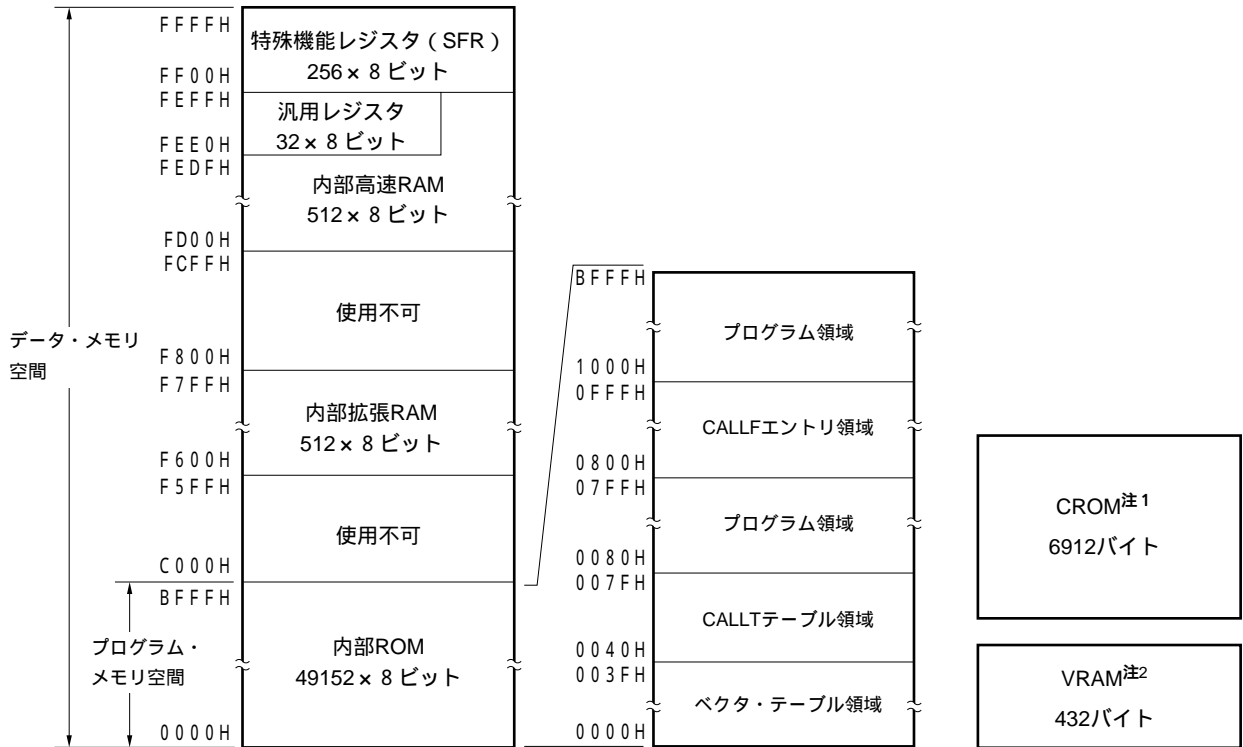 FFFFH
特殊機能レジスタ（SFR）
256×8ビット
FF00H
FEFFH
汎用レジスタ
32×8ビット
FEE0H
FEDFH
内部高速RAM
512×8ビット
FD00H
FCFFH
使用不可
データ・メモリ
空間
F800H
F7FFH
内部拡張RAM
512×8ビット
F600H
F5FFH
使用不可
C000H
BFFFH
プログラム・
メモリ空間
内部ROM
49152×8ビット
0000H
BFFFH
プログラム領域
1000H
0FFFH
CALLFエントリ領域
0800H
07FFH
プログラム領域
0080H
007FH
CALLTテーブル領域
0040H
003FH
ベクタ・テーブル領域
0000H
CROM注1
6912バイト
VRAM注2
432バイト